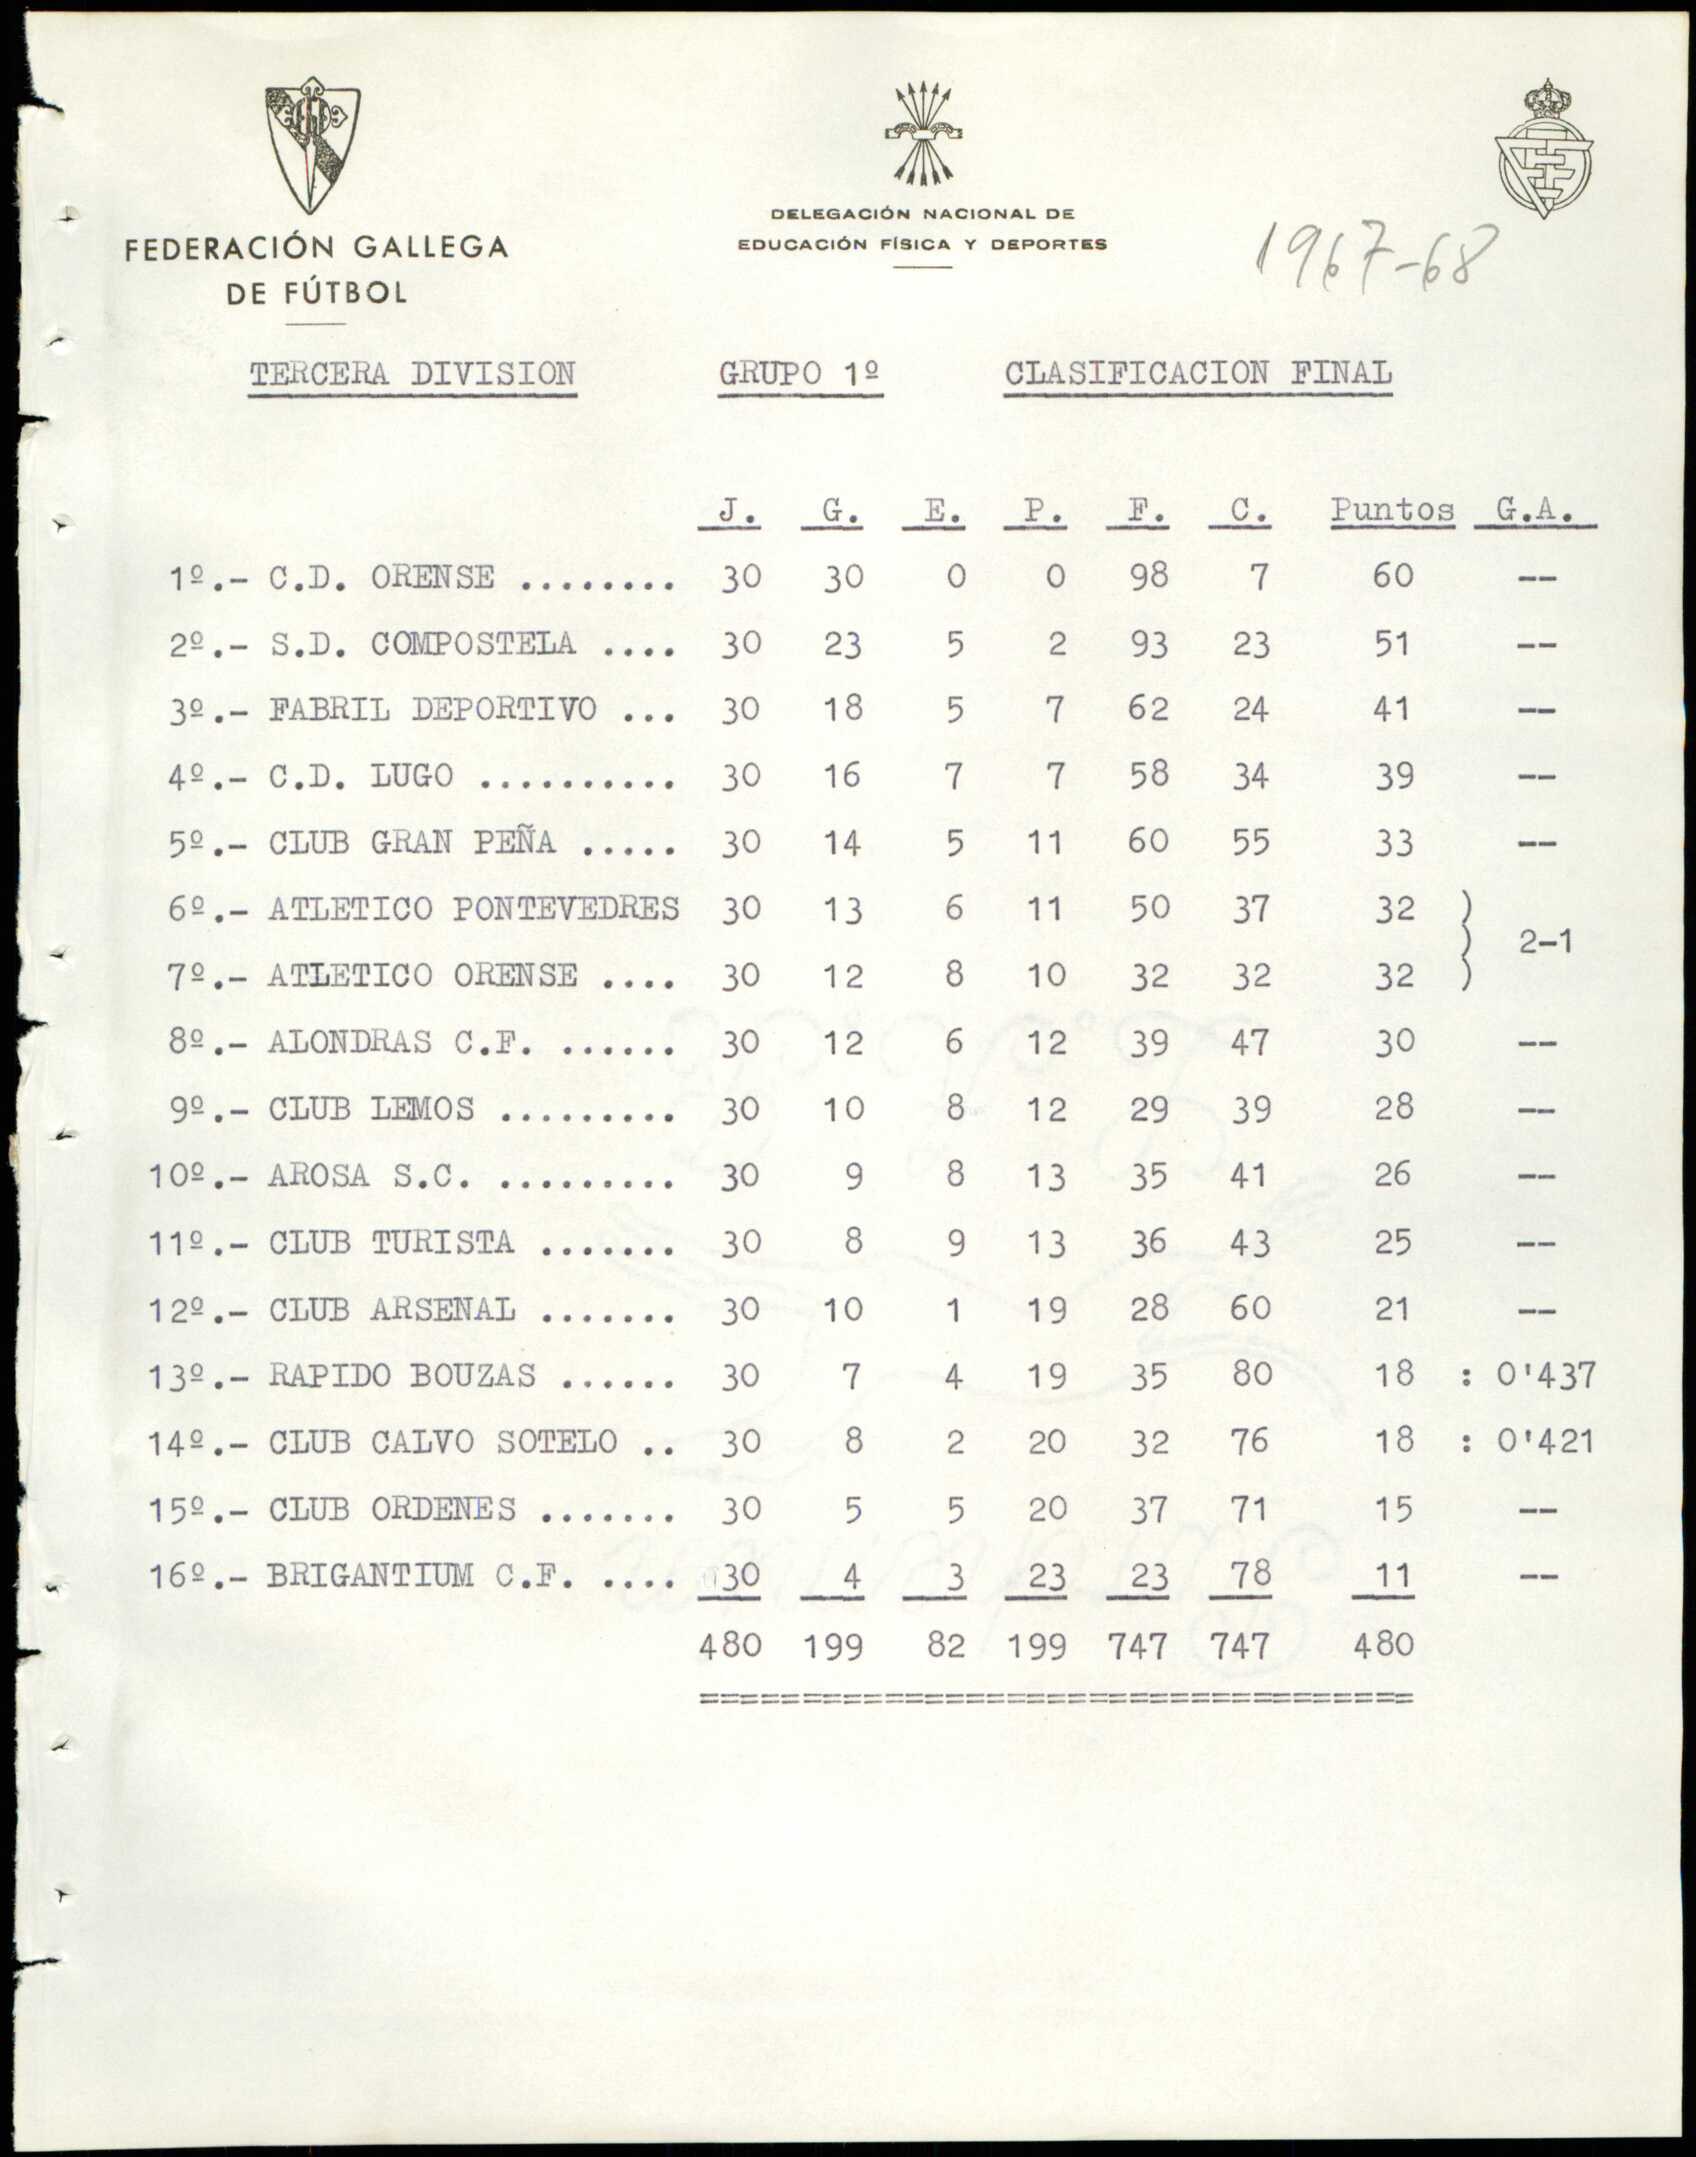 FEDERACIÓN GALLEGA
DE FÚTBOL
DELEGACIÓN NACIONAL DE
EDUCACIÓN FÍSICA Y DEPORTES
1967-68
TERCERA DIVISION GRUPO 1º CLASIFICACION FINAL
J. G. E. P. F. C. Puntos G.A.
1º.- C.D. ORENSE ........ 30 30 0 0 98 7 60 --
2º.- S.D. COMPOSTELA .... 30 23 5 2 93 23 51 --
3º.- FABRIL DEPORTIVO ... 30 18 5 7 62 24 41 --
4º.- C.D. LUGO .......... 30 16 7 7 58 34 39 --
5º.- CLUB GRAN PEÑA ..... 30 14 5 11 60 55 33 --
6º.- ATLETICO PONTEVEDRES 30 13 6 11 50 37 32 )
) 2-1
7º.- ATLETICO ORENSE .... 30 12 8 10 32 32 32 )
8º.- ALONDRAS C.F. ...... 30 12 6 12 39 47 30 --
9º.- CLUB LEMOS ......... 30 10 8 12 29 39 28 --
10º.- AROSA S.C. ......... 30 9 8 13 35 41 26 --
11º.- CLUB TURISTA ....... 30 8 9 13 36 43 25 --
12º.- CLUB ARSENAL ....... 30 10 1 19 28 60 21 --
13º.- RAPIDO BOUZAS ...... 30 7 4 19 35 80 18 : 0'437
14º.- CLUB CALVO SOTELO .. 30 8 2 20 32 76 18 : 0'421
15º.- CLUB ORDENES ....... 30 5 5 20 37 71 15 --
16º.- BRIGANTIUM C.F. .... 30 4 3 23 23 78 11 --
480 199 82 199 747 747 480
===================================